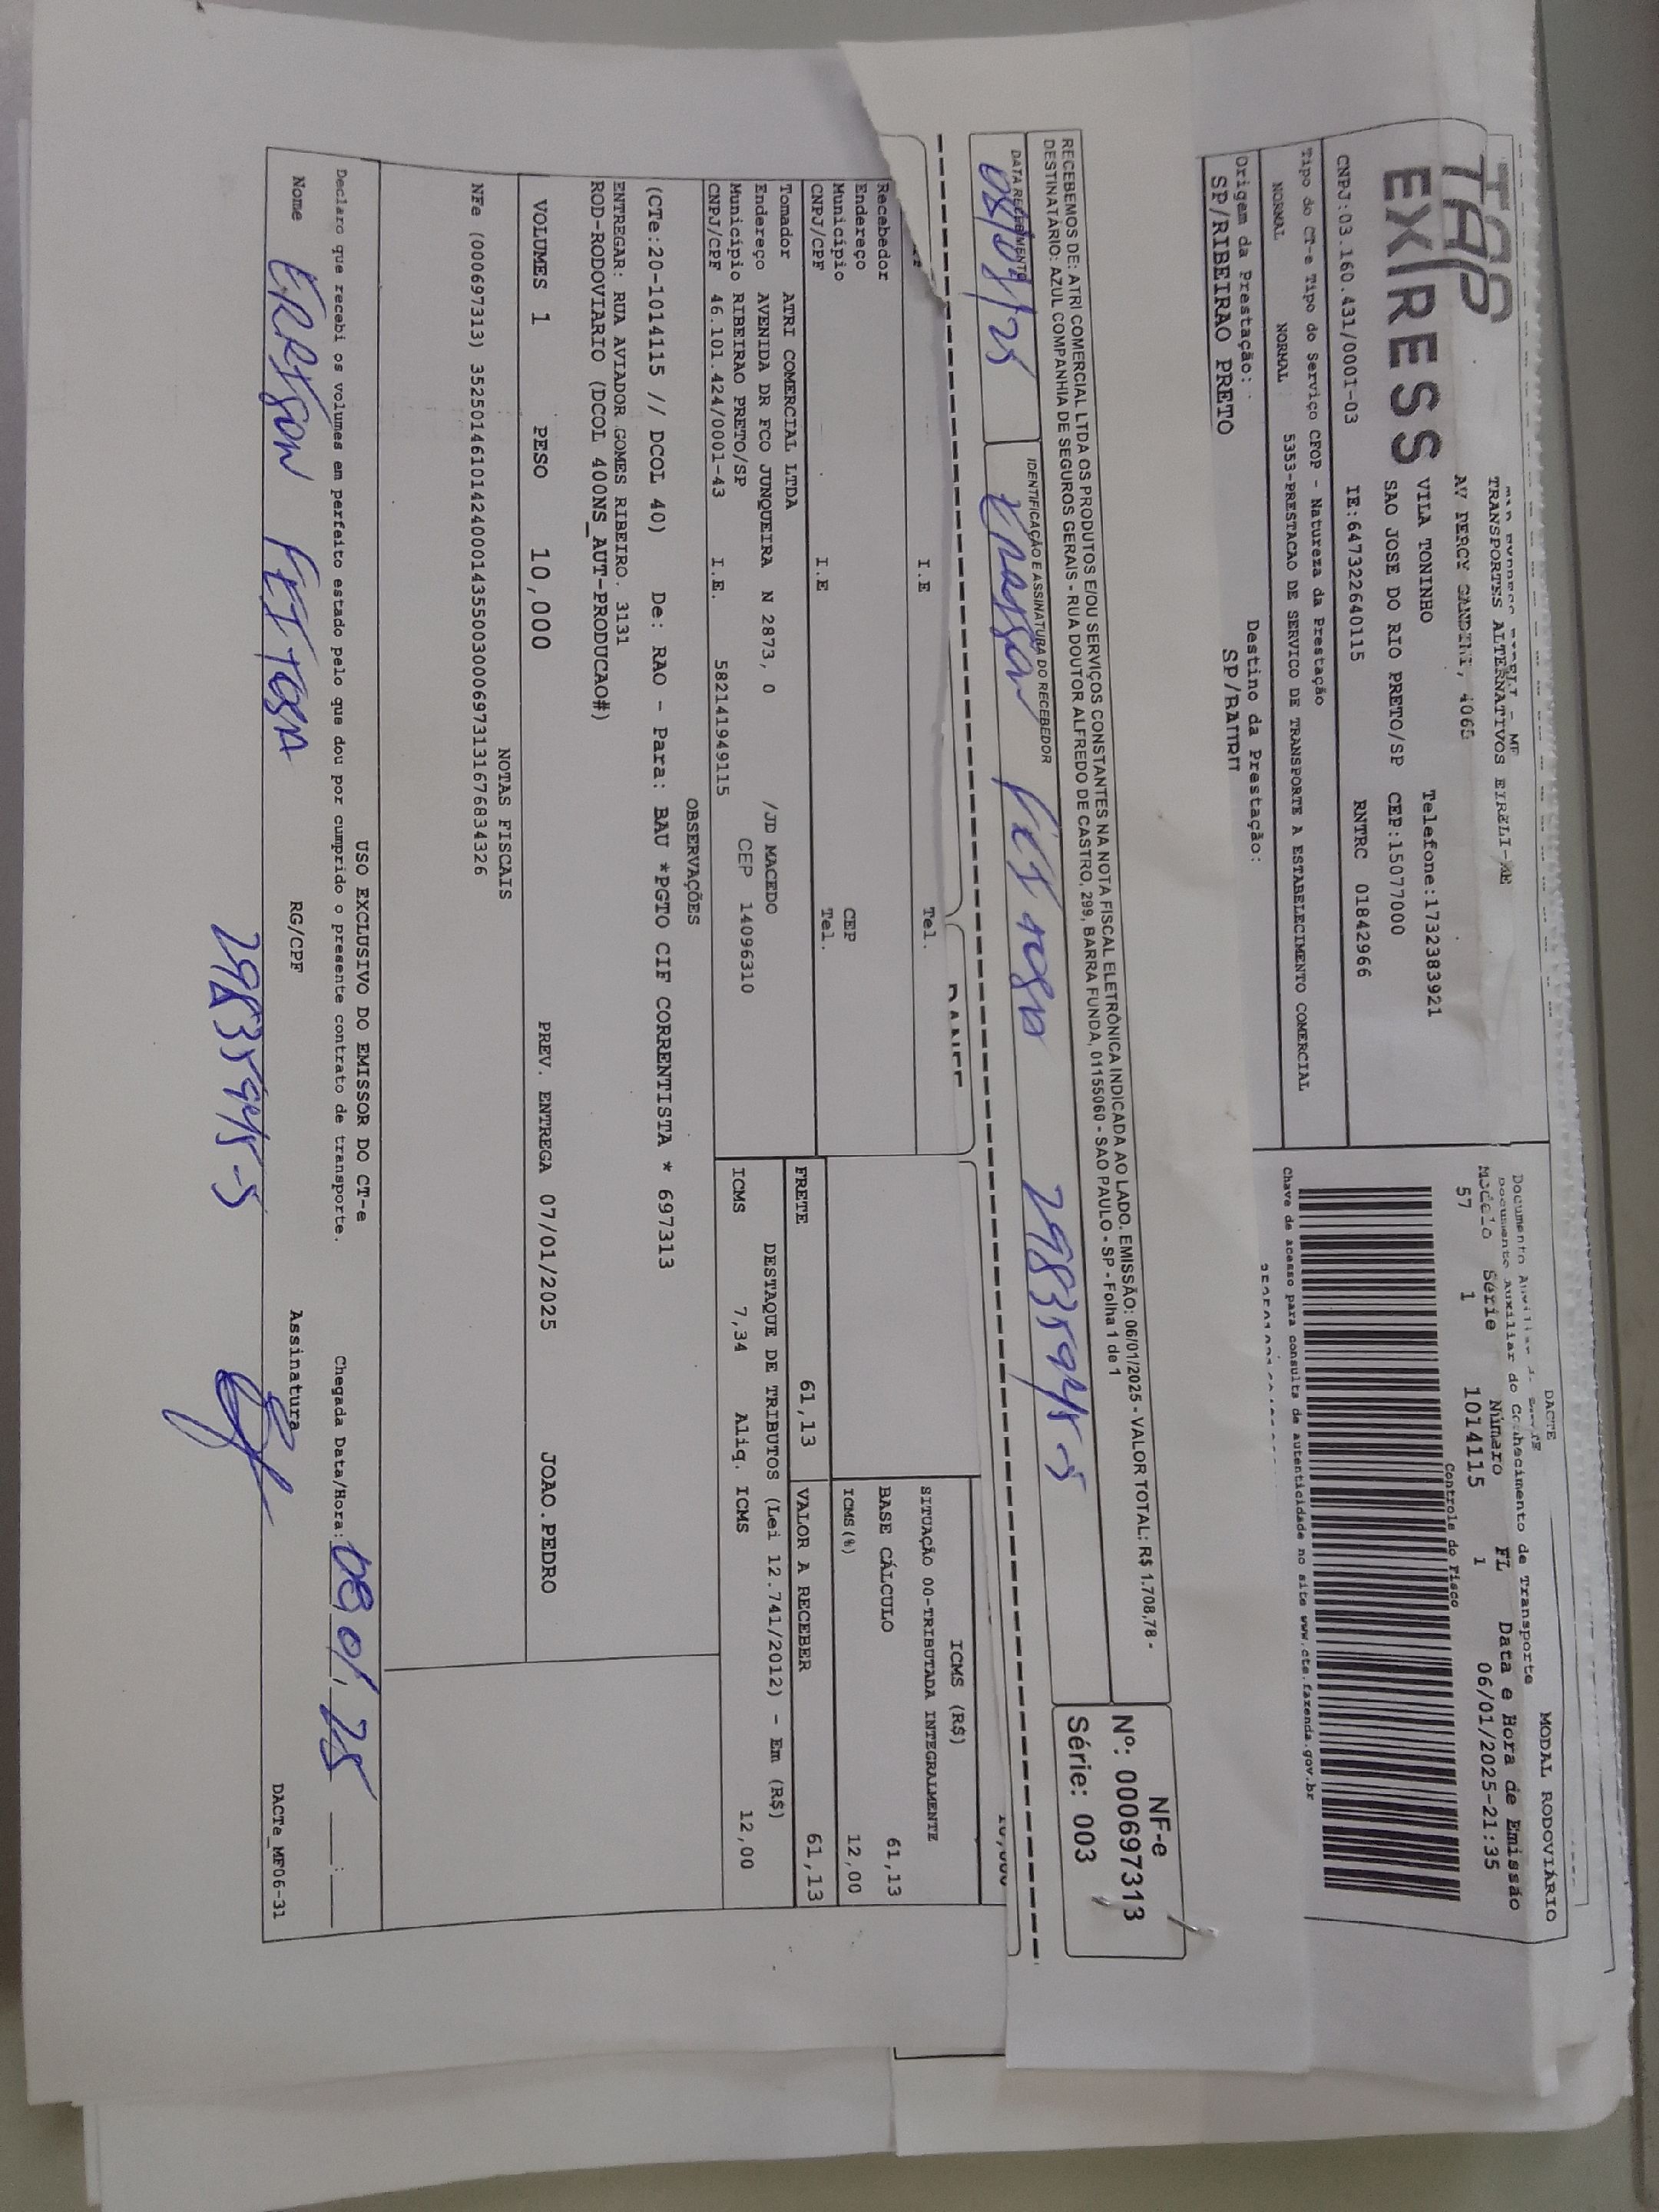 TAP
EXPRESS
TRANSPORTES ALTERNATIVOS EIRELI-ME
AV PERCY GANDINI, 4065
VILA TONINHO Telefone:1732383921
SAO JOSE DO RIO PRETO/SP CEP:15077000
CNPJ:03.160.431/0001-03 IE:647322640115 RNTRC 01842966
Tipo do CT-e Tipo do Serviço CFOP - Natureza da Prestação
NORMAL NORMAL 5353-PRESTACAO DE SERVICO DE TRANSPORTE A ESTABELECIMENTO COMERCIAL
Origem da Prestação: Destino da Prestação:
SP/RIBEIRAO PRETO SP/BAURU
DACTE MODAL RODOVIÁRIO
Documento Auxiliar do Conhecimento de Transporte
Modelo Série Número FL Data e Hora de Emissão
57 1 1014115 1 06/01/2025-21:35
Controle do Fisco
Chave de acesso para consulta de autenticidade no site www.cte.fazenda.gov.br
RECEBEMOS DE: ATRI COMERCIAL LTDA OS PRODUTOS E/OU SERVIÇOS CONSTANTES NA NOTA FISCAL ELETRÔNICA INDICADA AO LADO. EMISSÃO: 06/01/2025 - VALOR TOTAL: R$ 1.708,78 -
DESTINATÁRIO: AZUL COMPANHIA DE SEGUROS GERAIS - RUA DOUTOR ALFREDO DE CASTRO, 299, BARRA FUNDA, 01155060 - SAO PAULO - SP - Folha 1 de 1
DATA RECEBIMENTO IDENTIFICAÇÃO E ASSINATURA DO RECEBEDOR
08/01/25 Feitosa
NF-e
Nº: 000697313
Série: 003
I.E Tel.
Recebedor
Endereço
Município CEP
CNPJ/CPF I.E Tel.
Tomador ATRI COMERCIAL LTDA
Endereço AVENIDA DR FCO JUNQUEIRA N 2873, 0 /JD MACEDO
Município RIBEIRAO PRETO/SP CEP 14096310
CNPJ/CPF 46.101.424/0001-43 I.E. 582141949115
ICMS (R$)
SITUAÇÃO 00-TRIBUTADA INTEGRALMENTE
BASE CÁLCULO 61,13
ICMS(%) 12,00
FRETE 61,13 VALOR A RECEBER 61,13
DESTAQUE DE TRIBUTOS (Lei 12.741/2012) - Em (R$)
ICMS 7,34 Aliq. ICMS 12,00
OBSERVAÇÕES
(CTe:20-1014115 // DCOL 40) De: RAO - Para: BAU *PGTO CIF CORRENTISTA * 697313
ENTREGAR: RUA AVIADOR GOMES RIBEIRO. 3131
ROD-RODOVIARIO (DCOL 400NS_AUT-PRODUCAO#)
VOLUMES 1 PESO 10,000 PREV. ENTREGA 07/01/2025 JOAO.PEDRO
NOTAS FISCAIS
NFe (000697313) 35250146101424000143550030006973131676834326
USO EXCLUSIVO DO EMISSOR DO CT-e
Declaro que recebi os volumes em perfeito estado pelo que dou por cumprido o presente contrato de transporte. Chegada Data/Hora: 08/01/25 __:__
Nome FEITOSA RG/CPF Assinatura
DACTe_MF06-31